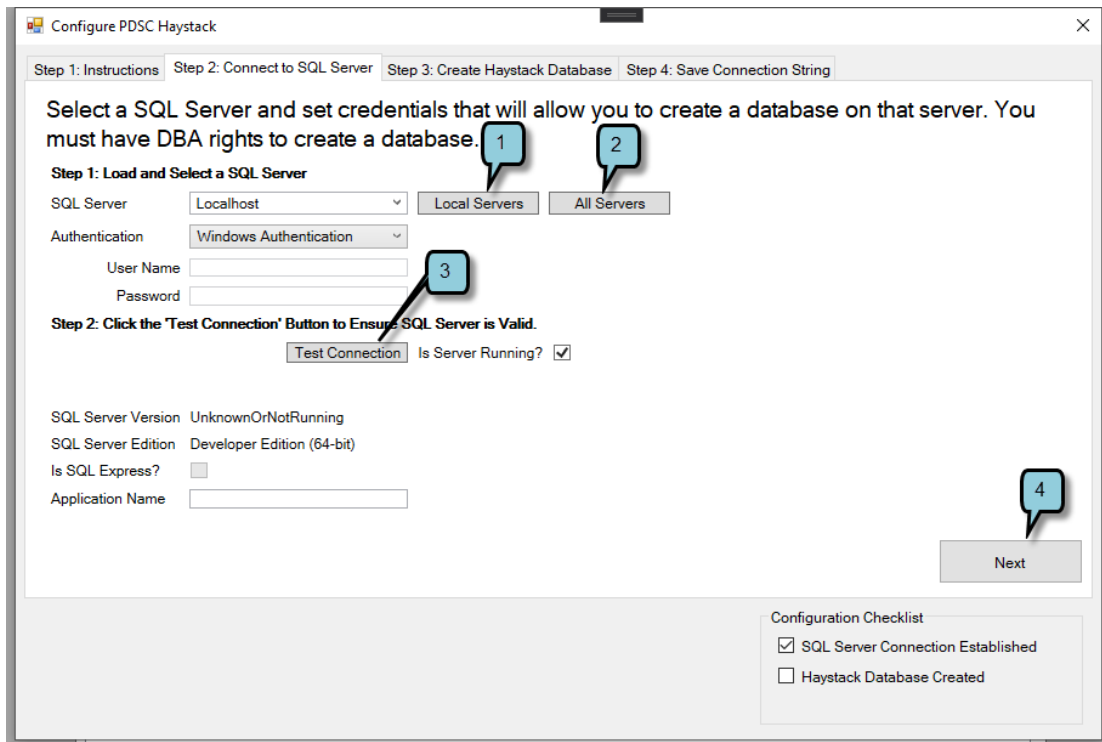 Configure PDSC Haystack
Step 1: Instructions Step 2: Connect to SQL Server Step 3: Create Haystack Database Step 4: Save Connection String
Select a SQL Server and set credentials that will allow you to create a database on that server. You
must have DBA rights to create a database.
1
2
Step 1: Load and Select a SQL Server
SQL Server Localhost Local Servers All Servers
Authentication Windows Authentication
User Name
3
Password
Step 2: Click the 'Test Connection' Button to Ensure SQL Server is Valid.
Test Connection Is Server Running?
SQL Server Version UnknownOrNotRunning
SQL Server Edition Developer Edition (64-bit)
Is SQL Express?
Application Name
4
Next
Configuration Checklist
SQL Server Connection Established
Haystack Database Created